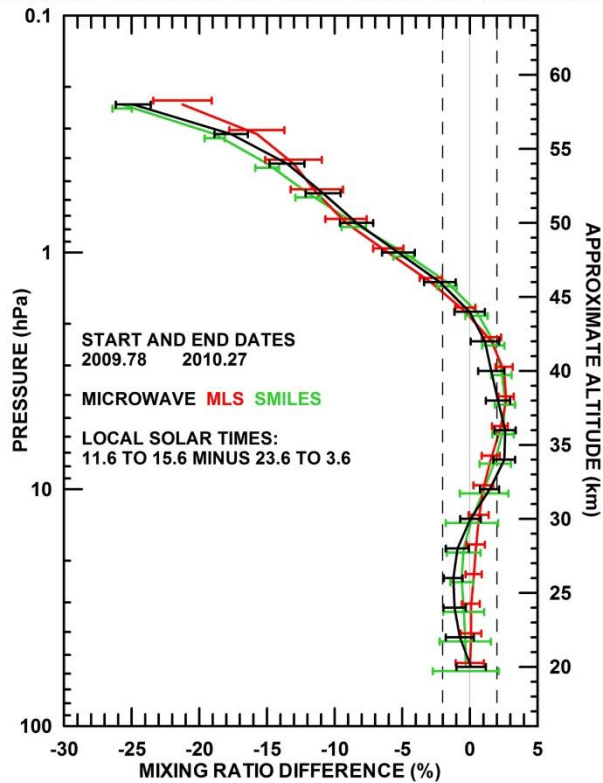 0.1
1
10
100
PRESSURE (hPa)
START AND END DATES
2009.78 2010.27
MICROWAVE MLS SMILES
LOCAL SOLAR TIMES:
11.6 TO 15.6 MINUS 23.6 TO 3.6
60
55
50
45
40
35
30
25
20
APPROXIMATE ALTITUDE (km)
-30 -25 -20 -15 -10 -5 0 5
MIXING RATIO DIFFERENCE (%)